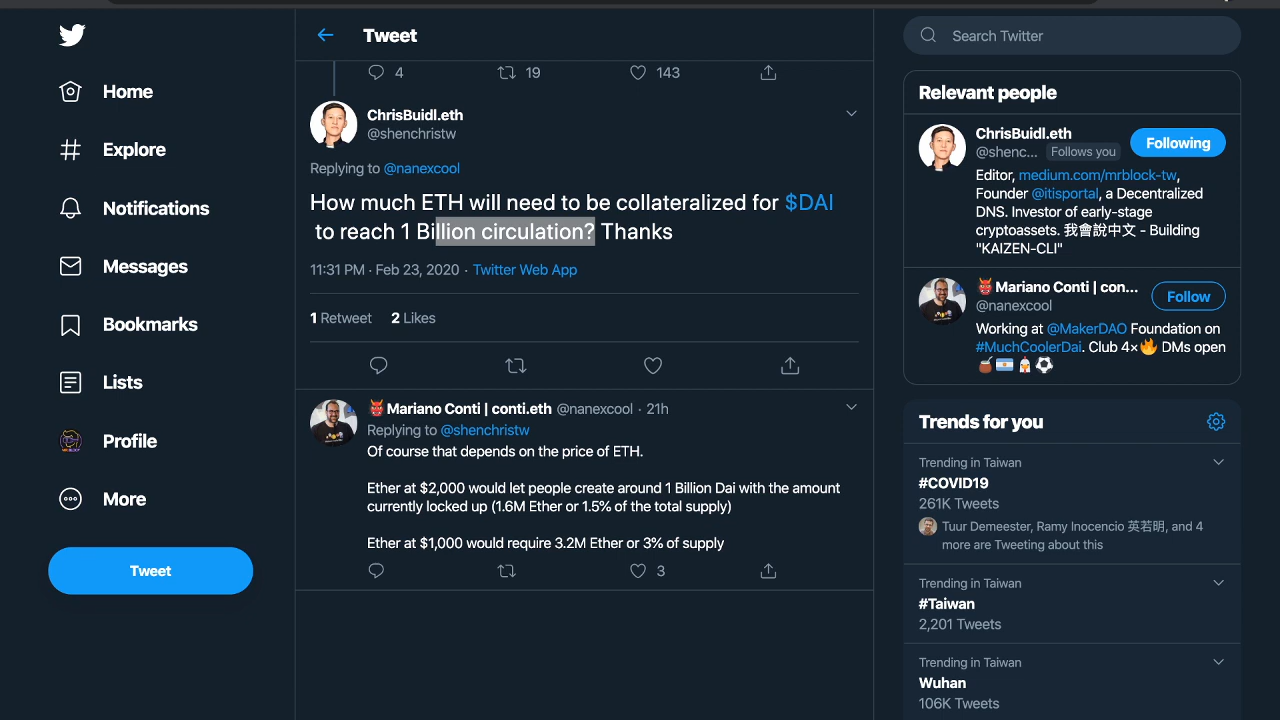 Home
Explore
Notifications
Messages
Bookmarks
Lists
Profile
More
Tweet
Tweet
4 19 143
ChrisBuidl.eth
@shenchristw
Replying to @nanexcool
How much ETH will need to be collateralized for $DAI
to reach 1 Billion circulation? Thanks
11:31 PM · Feb 23, 2020 · Twitter Web App
1 Retweet 2 Likes
Mariano Conti | conti.eth @nanexcool · 21h
Replying to @shenchristw
Of course that depends on the price of ETH.
Ether at $2,000 would let people create around 1 Billion Dai with the amount
currently locked up (1.6M Ether or 1.5% of the total supply)
Ether at $1,000 would require 3.2M Ether or 3% of supply
3
Search Twitter
Relevant people
ChrisBuidl.eth
@shenc... Follows you
Following
Editor, medium.com/mrblock-tw,
Founder @itisportal, a Decentralized
DNS. Investor of early-stage
cryptoassets. 我會說中文 - Building
"KAIZEN-CLI"
Mariano Conti | con...
@nanexcool
Follow
Working at @MakerDAO Foundation on
#MuchCoolerDai. Club 4×🔥 DMs open
Trends for you
Trending in Taiwan
#COVID19
261K Tweets
Tuur Demeester, Ramy Inocencio 英若明, and 4
more are Tweeting about this
Trending in Taiwan
#Taiwan
2,201 Tweets
Trending in Taiwan
Wuhan
106K Tweets